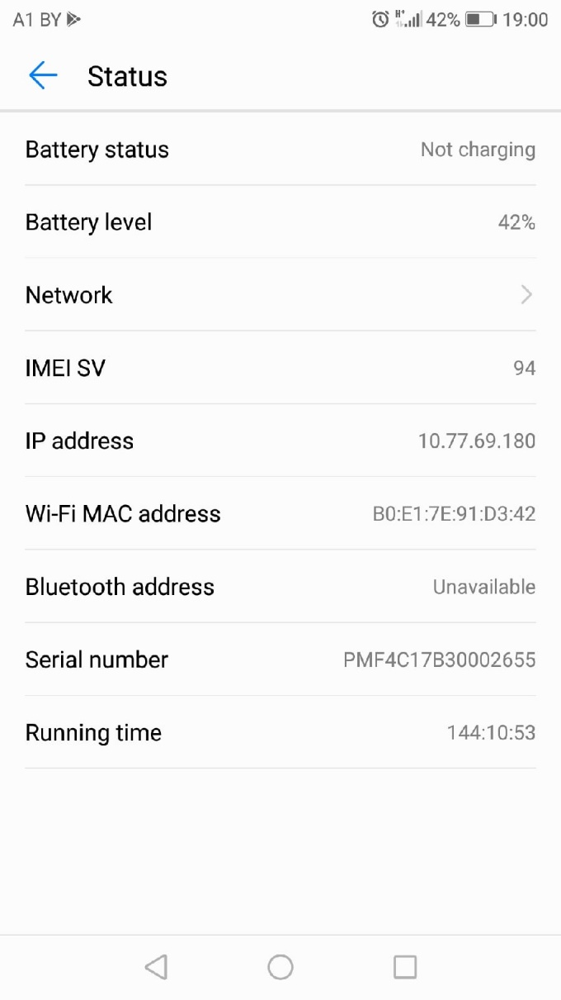 A1 BY H+ 42% 19:00
Status
Battery status Not charging
Battery level 42%
Network
IMEI SV 94
IP address 10.77.69.180
Wi-Fi MAC address B0:E1:7E:91:D3:42
Bluetooth address Unavailable
Serial number PMF4C17B30002655
Running time 144:10:53